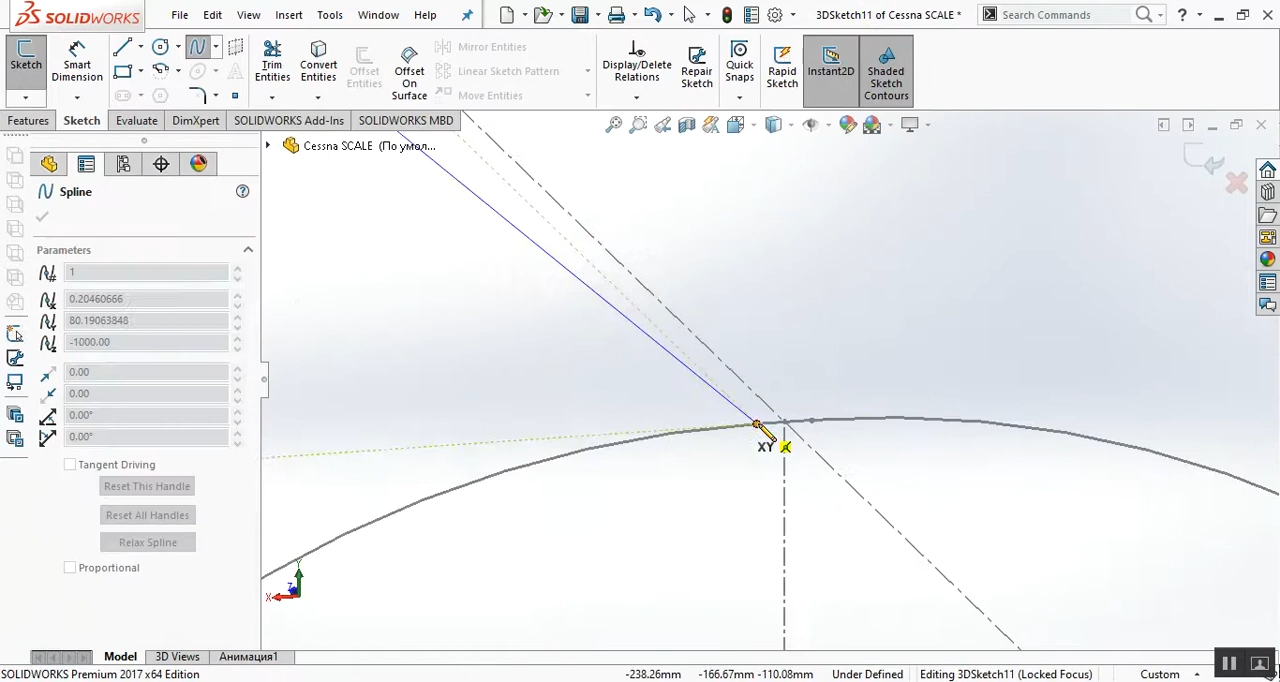 SOLIDWORKS File Edit View Insert Tools Window Help 3DSketch11 of Cessna SCALE * Search Commands ?
Sketch
Smart Dimension
Trim Entities
Convert Entities
Offset Entities
Offset On Surface
Mirror Entities
Linear Sketch Pattern
Move Entities
Display/Delete Relations
Repair Sketch
Quick Snaps
Rapid Sketch
Instant2D
Shaded Sketch Contours
Features Sketch Evaluate DimXpert SOLIDWORKS Add-Ins SOLIDWORKS MBD
Cessna SCALE (По умол...
Spline
Parameters
1
0.20460666
80.19063848
-1000.00
0.00
0.00
0.00°
0.00°
Tangent Driving
Reset This Handle
Reset All Handles
Relax Spline
Proportional
XY
Y
Z
X
Model 3D Views Анимация1
SOLIDWORKS Premium 2017 x64 Edition -238.26mm -166.67mm -110.08mm Under Defined Editing 3DSketch11 (Locked Focus) Custom